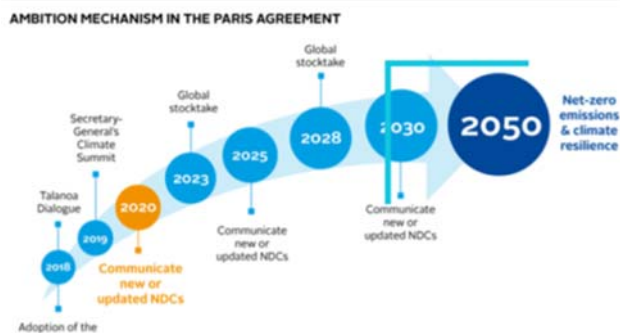 AMBITION MECHANISM IN THE PARIS AGREEMENT
Talanoa
Dialogue
2018
Adoption of the
Secretary-
General's
Climate
Summit
2019
2020
Communicate
new or
updated NDCs
Global
stocktake
2023
2025
Communicate
new or
updated NDCs
Global
stocktake
2028
2030
Communicate
new or
updated NDCs
2050
Net-zero
emissions
& climate
resilience